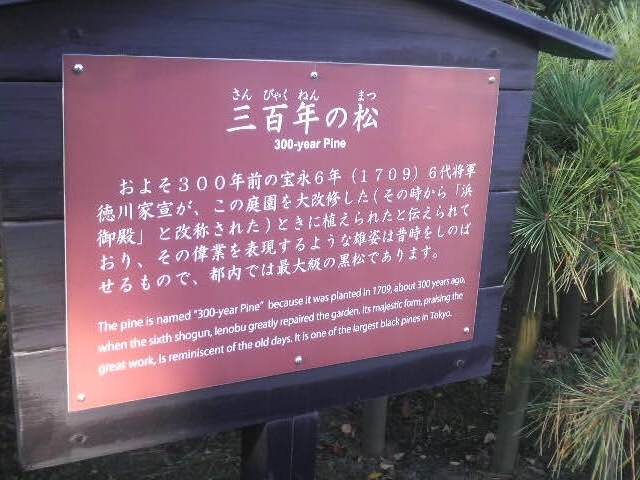 さん びゃく ねん まつ
三百年の松
300-year Pine
およそ３００年前の宝永６年（１７０９）６代将軍
徳川家宣が、この庭園を大改修した（その時から「浜
御殿」と改称された）ときに植えられたと伝えられて
おり、その偉業を表現するような雄姿は昔時をしのば
せるもので、都内では最大級の黒松であります。
The pine is named "300-year Pine" because it was planted in 1709, about 300 years ago,
when the sixth shogun, Ienobu greatly repaired the garden. Its majestic form, praising the
great work, is reminiscent of the old days. It is one of the largest black pines in Tokyo.